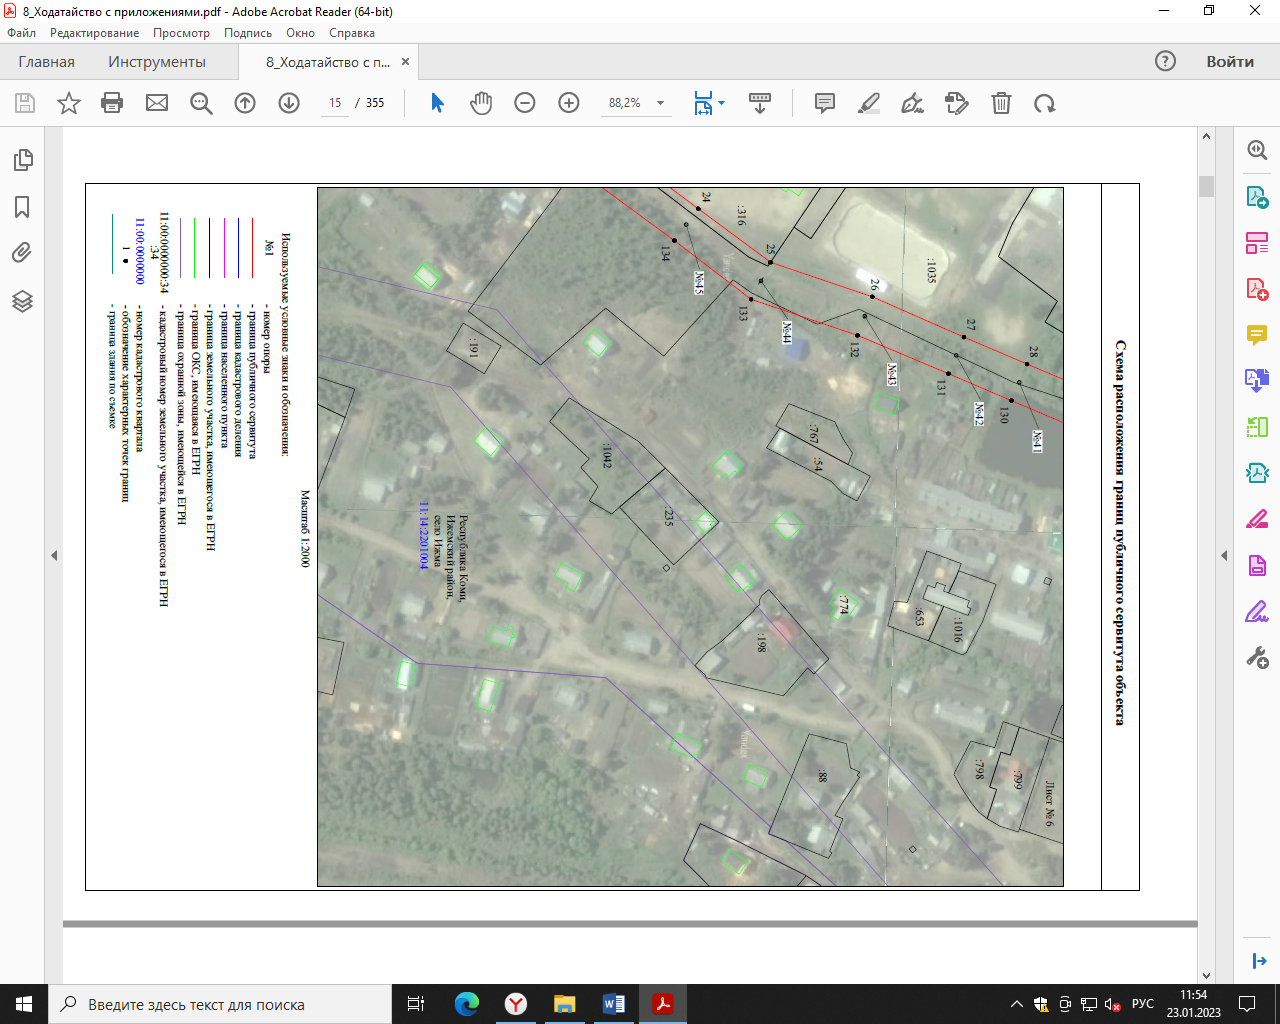 8_Ходатайство с приложениями.pdf - Adobe Acrobat Reader (64-bit)
Файл Редактирование Просмотр Подпись Окно Справка
Главная Инструменты 8_Ходатайство с п... ×
Войти
15 / 355
88,2%
Схема расположения границ публичного сервитута объекта
Лист № 6
24
:316
25
26
:1035
27
28
134
№45
133
№44
132
№43
131
№42
130
№41
:191
:767
:54
:1042
:235
:774
:653
:1016
:198
:88
:798
:799
Yandex
Yandex
Республика Коми,
Ижемский район,
село Ижма
11:14:2201004
Масштаб 1:2000
Используемые условные знаки и обозначения:
№1 - номер опоры
- граница публичного сервитута
- граница кадастрового деления
- граница населенного пункта
- граница земельного участка, имеющегося в ЕГРН
- граница ОКС, имеющаяся в ЕГРН
- граница охранной зоны, имеющейся в ЕГРН
11:00:0000000:34 - кадастровый номер земельного участка, имеющегося в ЕГРН
:34
11:00:0000000 - номер кадастрового квартала
1 - обозначение характерных точек границ
- граница здания по съемке
Введите здесь текст для поиска
РУС
11:54
23.01.2023